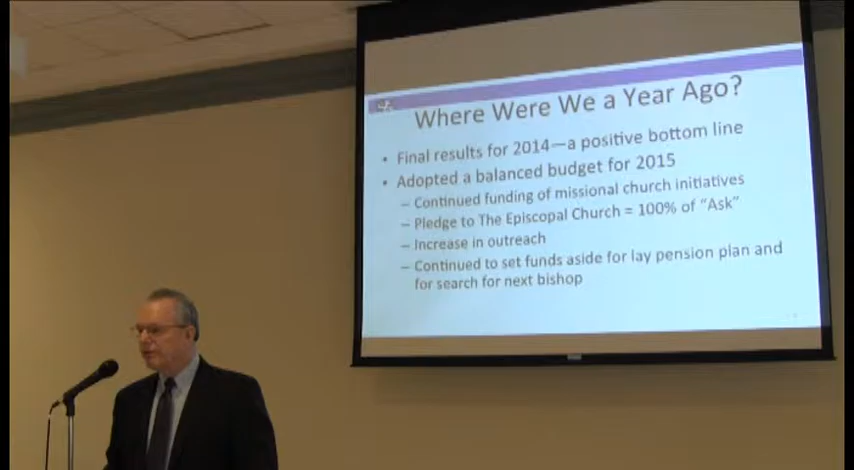 Where Were We a Year Ago?
• Final results for 2014—a positive bottom line
• Adopted a balanced budget for 2015
– Continued funding of missional church initiatives
– Pledge to The Episcopal Church = 100% of “Ask”
– Increase in outreach
– Continued to set funds aside for lay pension plan and
for search for next bishop